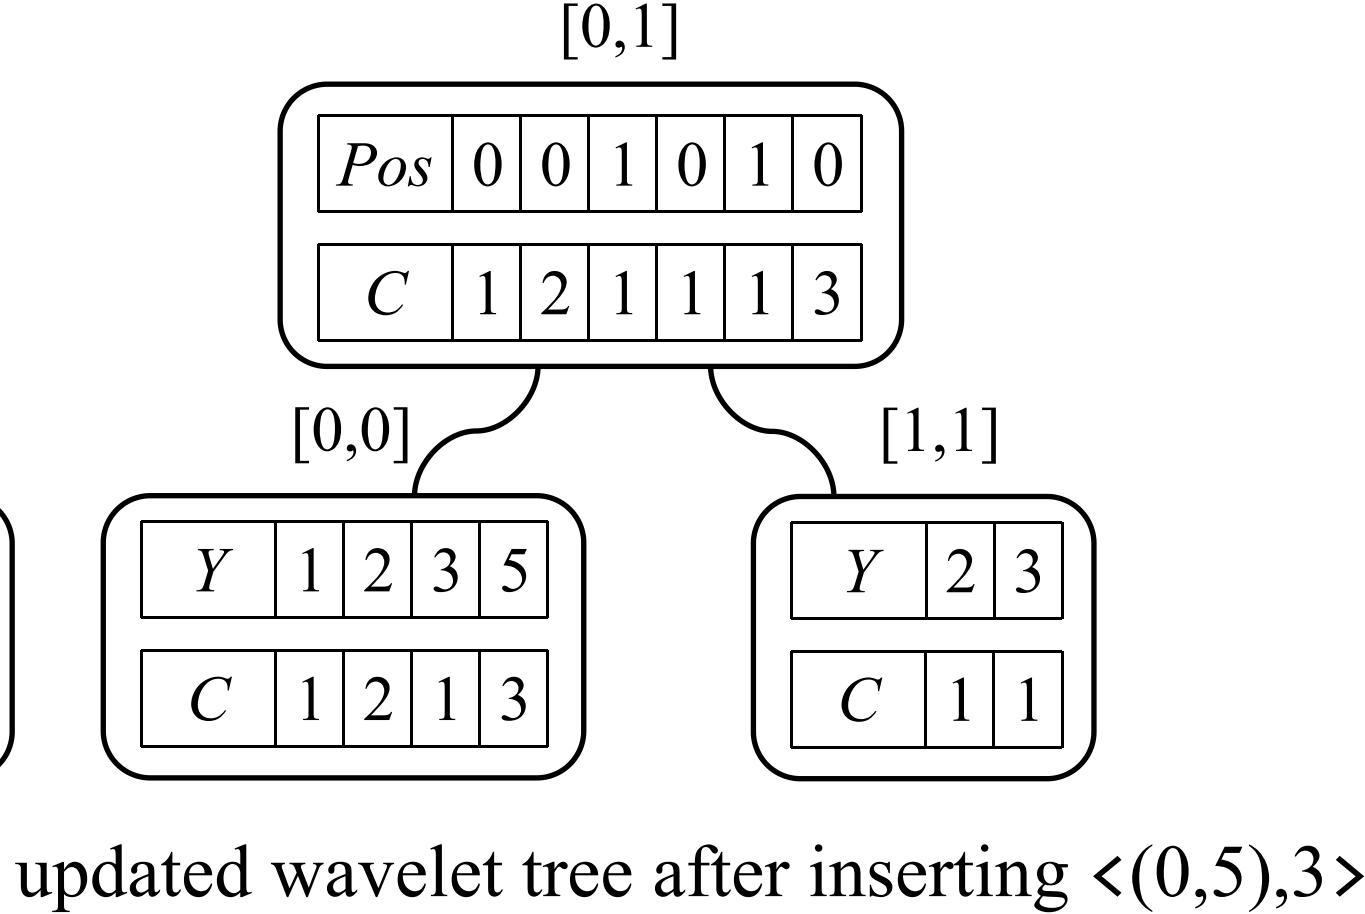 [0,1]
Pos 0 0 1 0 1 0
C 1 2 1 1 1 3
[0,0] [1,1]
Y 1 2 3 5
C 1 2 1 3
Y 2 3
C 1 1
updated wavelet tree after inserting <(0,5),3>